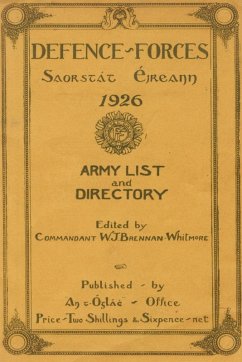 DEFENCE-FORCES
Saorstát Éireann
1926
ARMY LIST
and
DIRECTORY
Edited by
COMMANDANT W.J. BRENNAN-WHITMORE
Published - by
An t-Óglác - Office
Price-Two Shillings & Sixpence-net